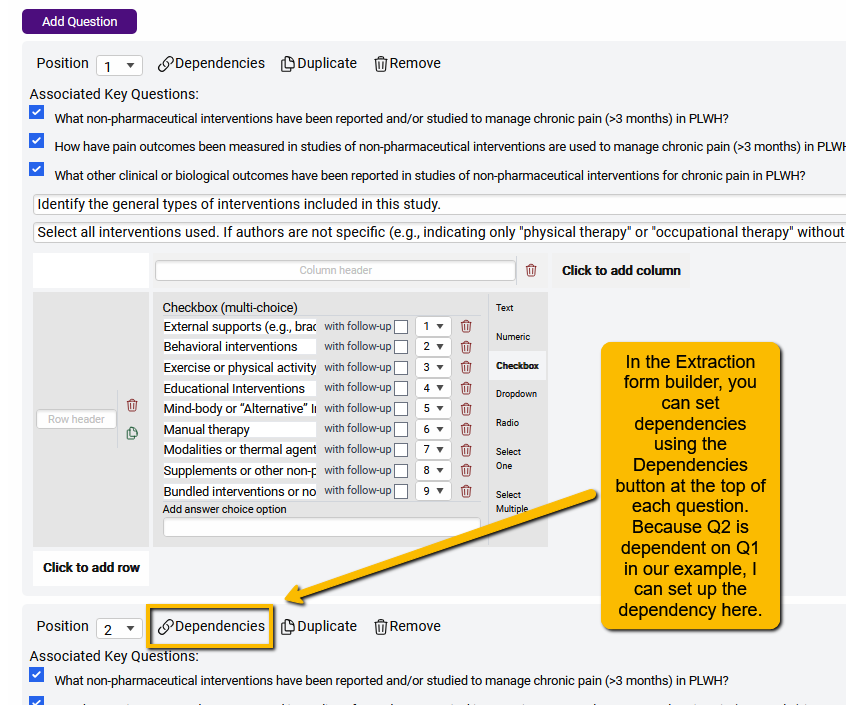 Add Question
Position 1 Dependencies Duplicate Remove
Associated Key Questions:
What non-pharmaceutical interventions have been reported and/or studied to manage chronic pain (>3 months) in PLWH?
How have pain outcomes been measured in studies of non-pharmaceutical interventions are used to manage chronic pain (>3 months) in PLWH
What other clinical or biological outcomes have been reported in studies of non-pharmaceutical interventions for chronic pain in PLWH?
Identify the general types of interventions included in this study.
Select all interventions used. If authors are not specific (e.g., indicating only "physical therapy" or "occupational therapy" without
Column header
Click to add column
Row header
Checkbox (multi-choice)
External supports (e.g., brac with follow-up 1
Behavioral interventions with follow-up 2
Exercise or physical activity with follow-up 3
Educational Interventions with follow-up 4
Mind-body or “Alternative” I with follow-up 5
Manual therapy with follow-up 6
Modalities or thermal agent with follow-up 7
Supplements or other non-p with follow-up 8
Bundled interventions or no with follow-up 9
Add answer choice option
Text
Numeric
Checkbox
Dropdown
Radio
Select
One
Select
Multiple
Click to add row
In the Extraction
form builder, you
can set
dependencies
using the
Dependencies
button at the top of
each question.
Because Q2 is
dependent on Q1
in our example, I
can set up the
dependency here.
Position 2 Dependencies Duplicate Remove
Associated Key Questions:
What non-pharmaceutical interventions have been reported and/or studied to manage chronic pain (>3 months) in PLWH?